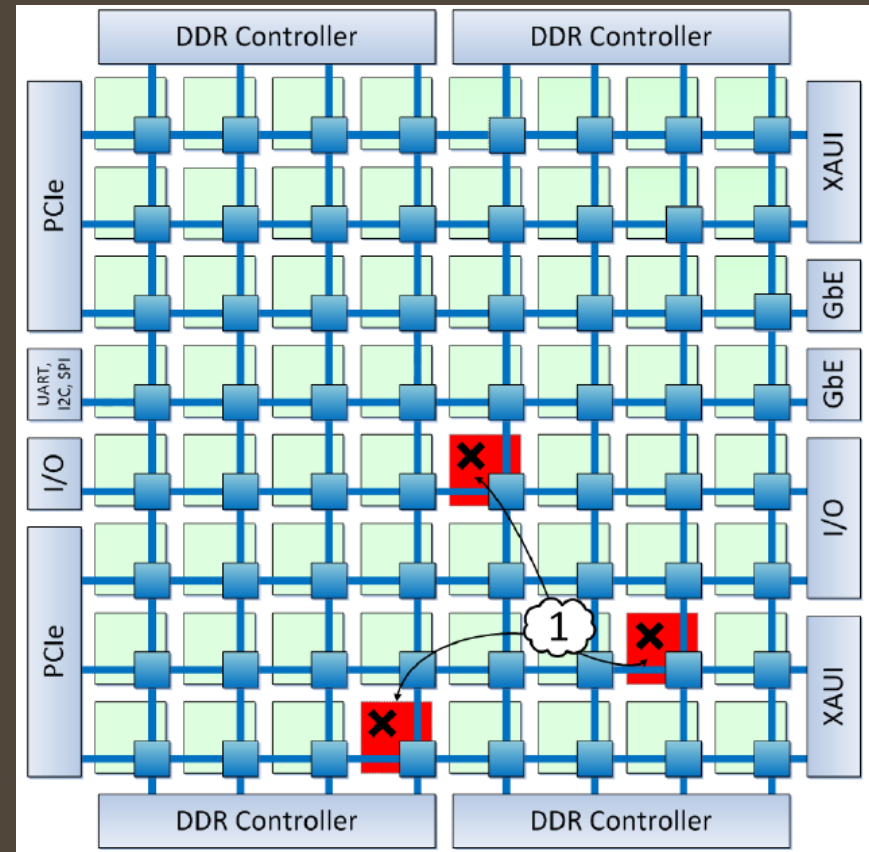 DDR Controller
DDR Controller
PCIe
XAUI
GbE
UART,
I2C, SPI
GbE
I/O
I/O
PCIe
1
XAUI
DDR Controller
DDR Controller